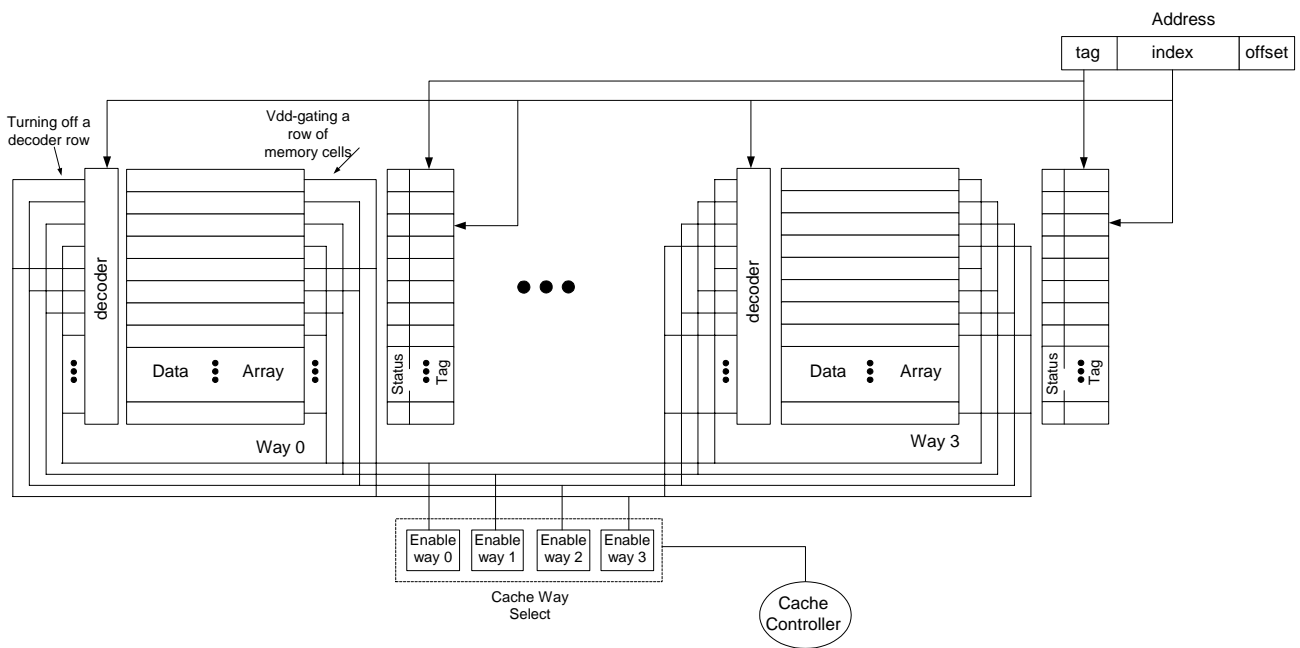 Address
tag index offset
Turning off a
decoder row
Vdd-gating a
row of
memory cells
decoder
Data Array
Status
Tag
Way 0
decoder
Data Array
Status
Tag
Way 3
Enable
way 0
Enable
way 1
Enable
way 2
Enable
way 3
Cache Way
Select
Cache
Controller